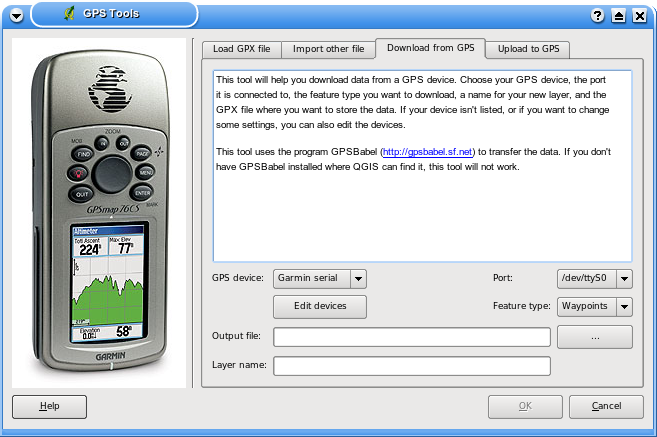 GPS Tools
Load GPX file
Import other file
Download from GPS
Upload to GPS
This tool will help you download data from a GPS device. Choose your GPS device, the port
it is connected to, the feature type you want to download, a name for your new layer, and the
GPX file where you want to store the data. If your device isn't listed, or if you want to change
some settings, you can also edit the devices.
This tool uses the program GPSBabel (http://gpsbabel.sf.net) to transfer the data. If you don't
have GPSBabel installed where QGIS can find it, this tool will not work.
ZOOM
MOB
IN
OUT
FIND
PAGE
MENU
QUIT
ENTER
MARK
GPSmap 76CS
Altimeter
Total Ascent
Max. Elev
224
77
Elevation
58
GARMIN
GPS device:
Garmin serial
Port:
/dev/ttyS0
Edit devices
Feature type:
Waypoints
Output file:
...
Layer name:
Help
OK
Cancel